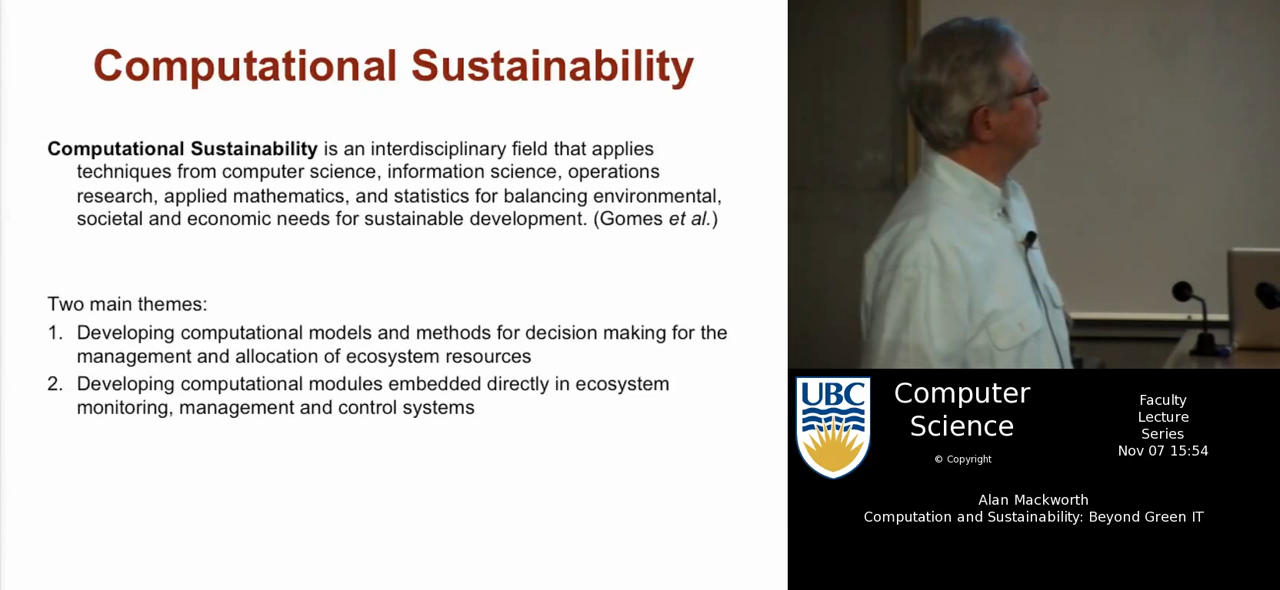 Computational Sustainability
Computational Sustainability is an interdisciplinary field that applies
techniques from computer science, information science, operations
research, applied mathematics, and statistics for balancing environmental,
societal and economic needs for sustainable development. (Gomes et al.)
Two main themes:
1. Developing computational models and methods for decision making for the
management and allocation of ecosystem resources
2. Developing computational modules embedded directly in ecosystem
monitoring, management and control systems
UBC
Computer
Science
© Copyright
Faculty
Lecture
Series
Nov 07 15:54
Alan Mackworth
Computation and Sustainability: Beyond Green IT